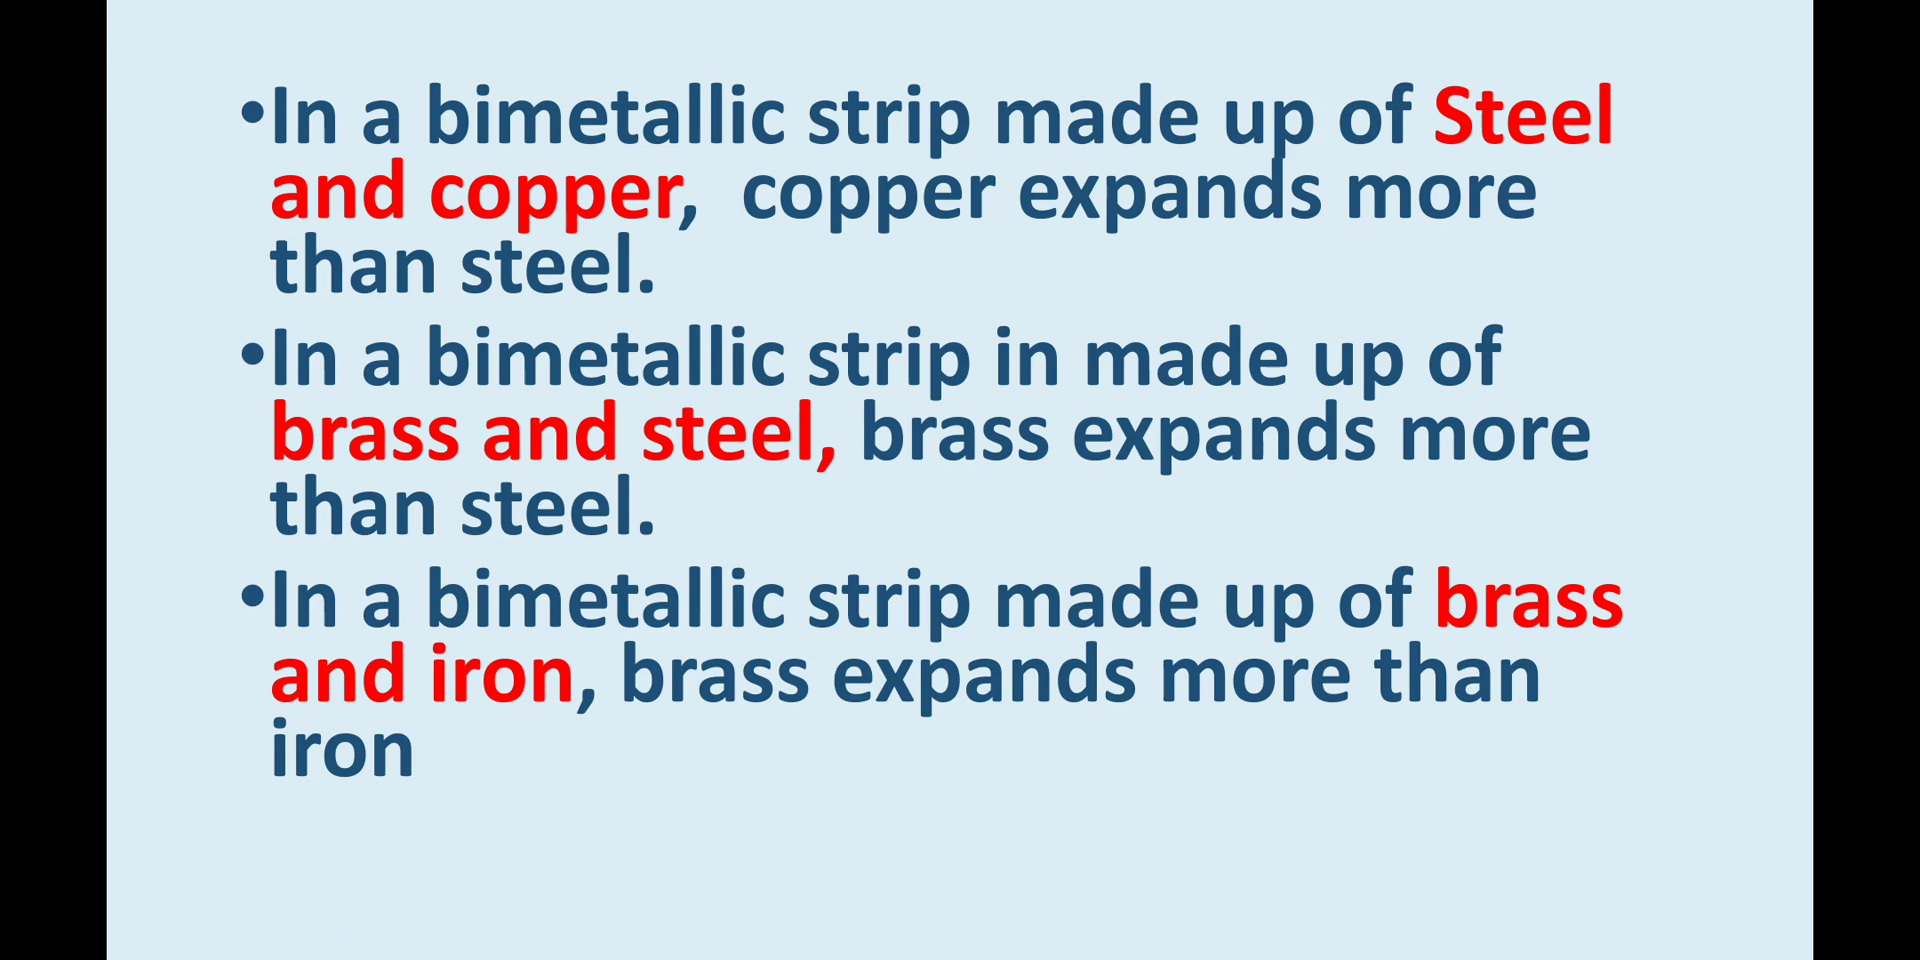 •In a bimetallic strip made up of Steel
and copper,  copper expands more
than steel.
•In a bimetallic strip in made up of
brass and steel, brass expands more
than steel.
•In a bimetallic strip made up of brass
and iron, brass expands more than
iron